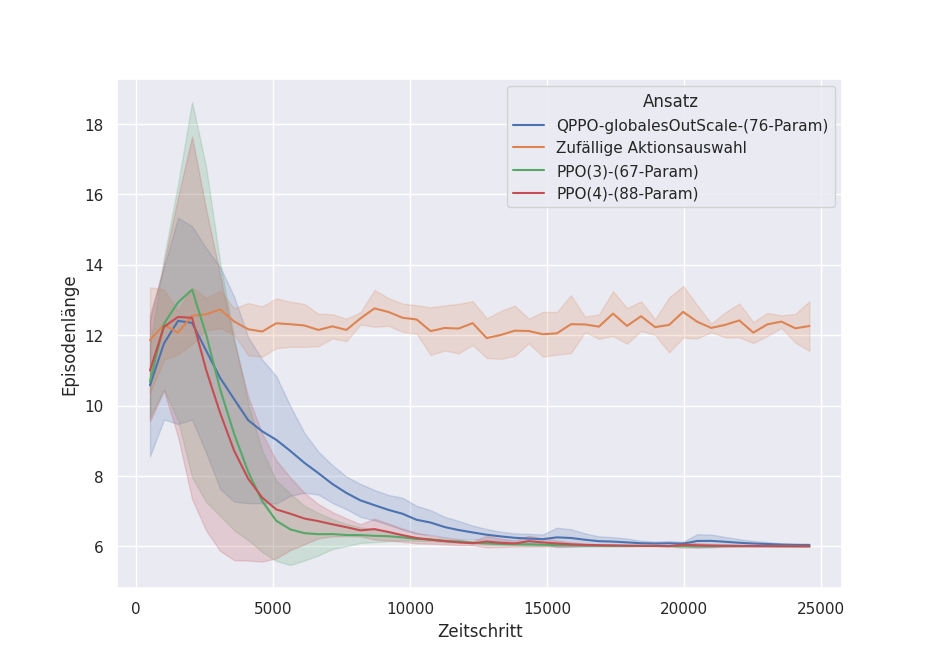 Ansatz
QPPO-globalesOutScale-(76-Param)
Zufällige Aktionsauswahl
PPO(3)-(67-Param)
PPO(4)-(88-Param)
18
16
14
12
10
8
6
Episodenlänge
0
5000
10000
15000
20000
25000
Zeitschritt